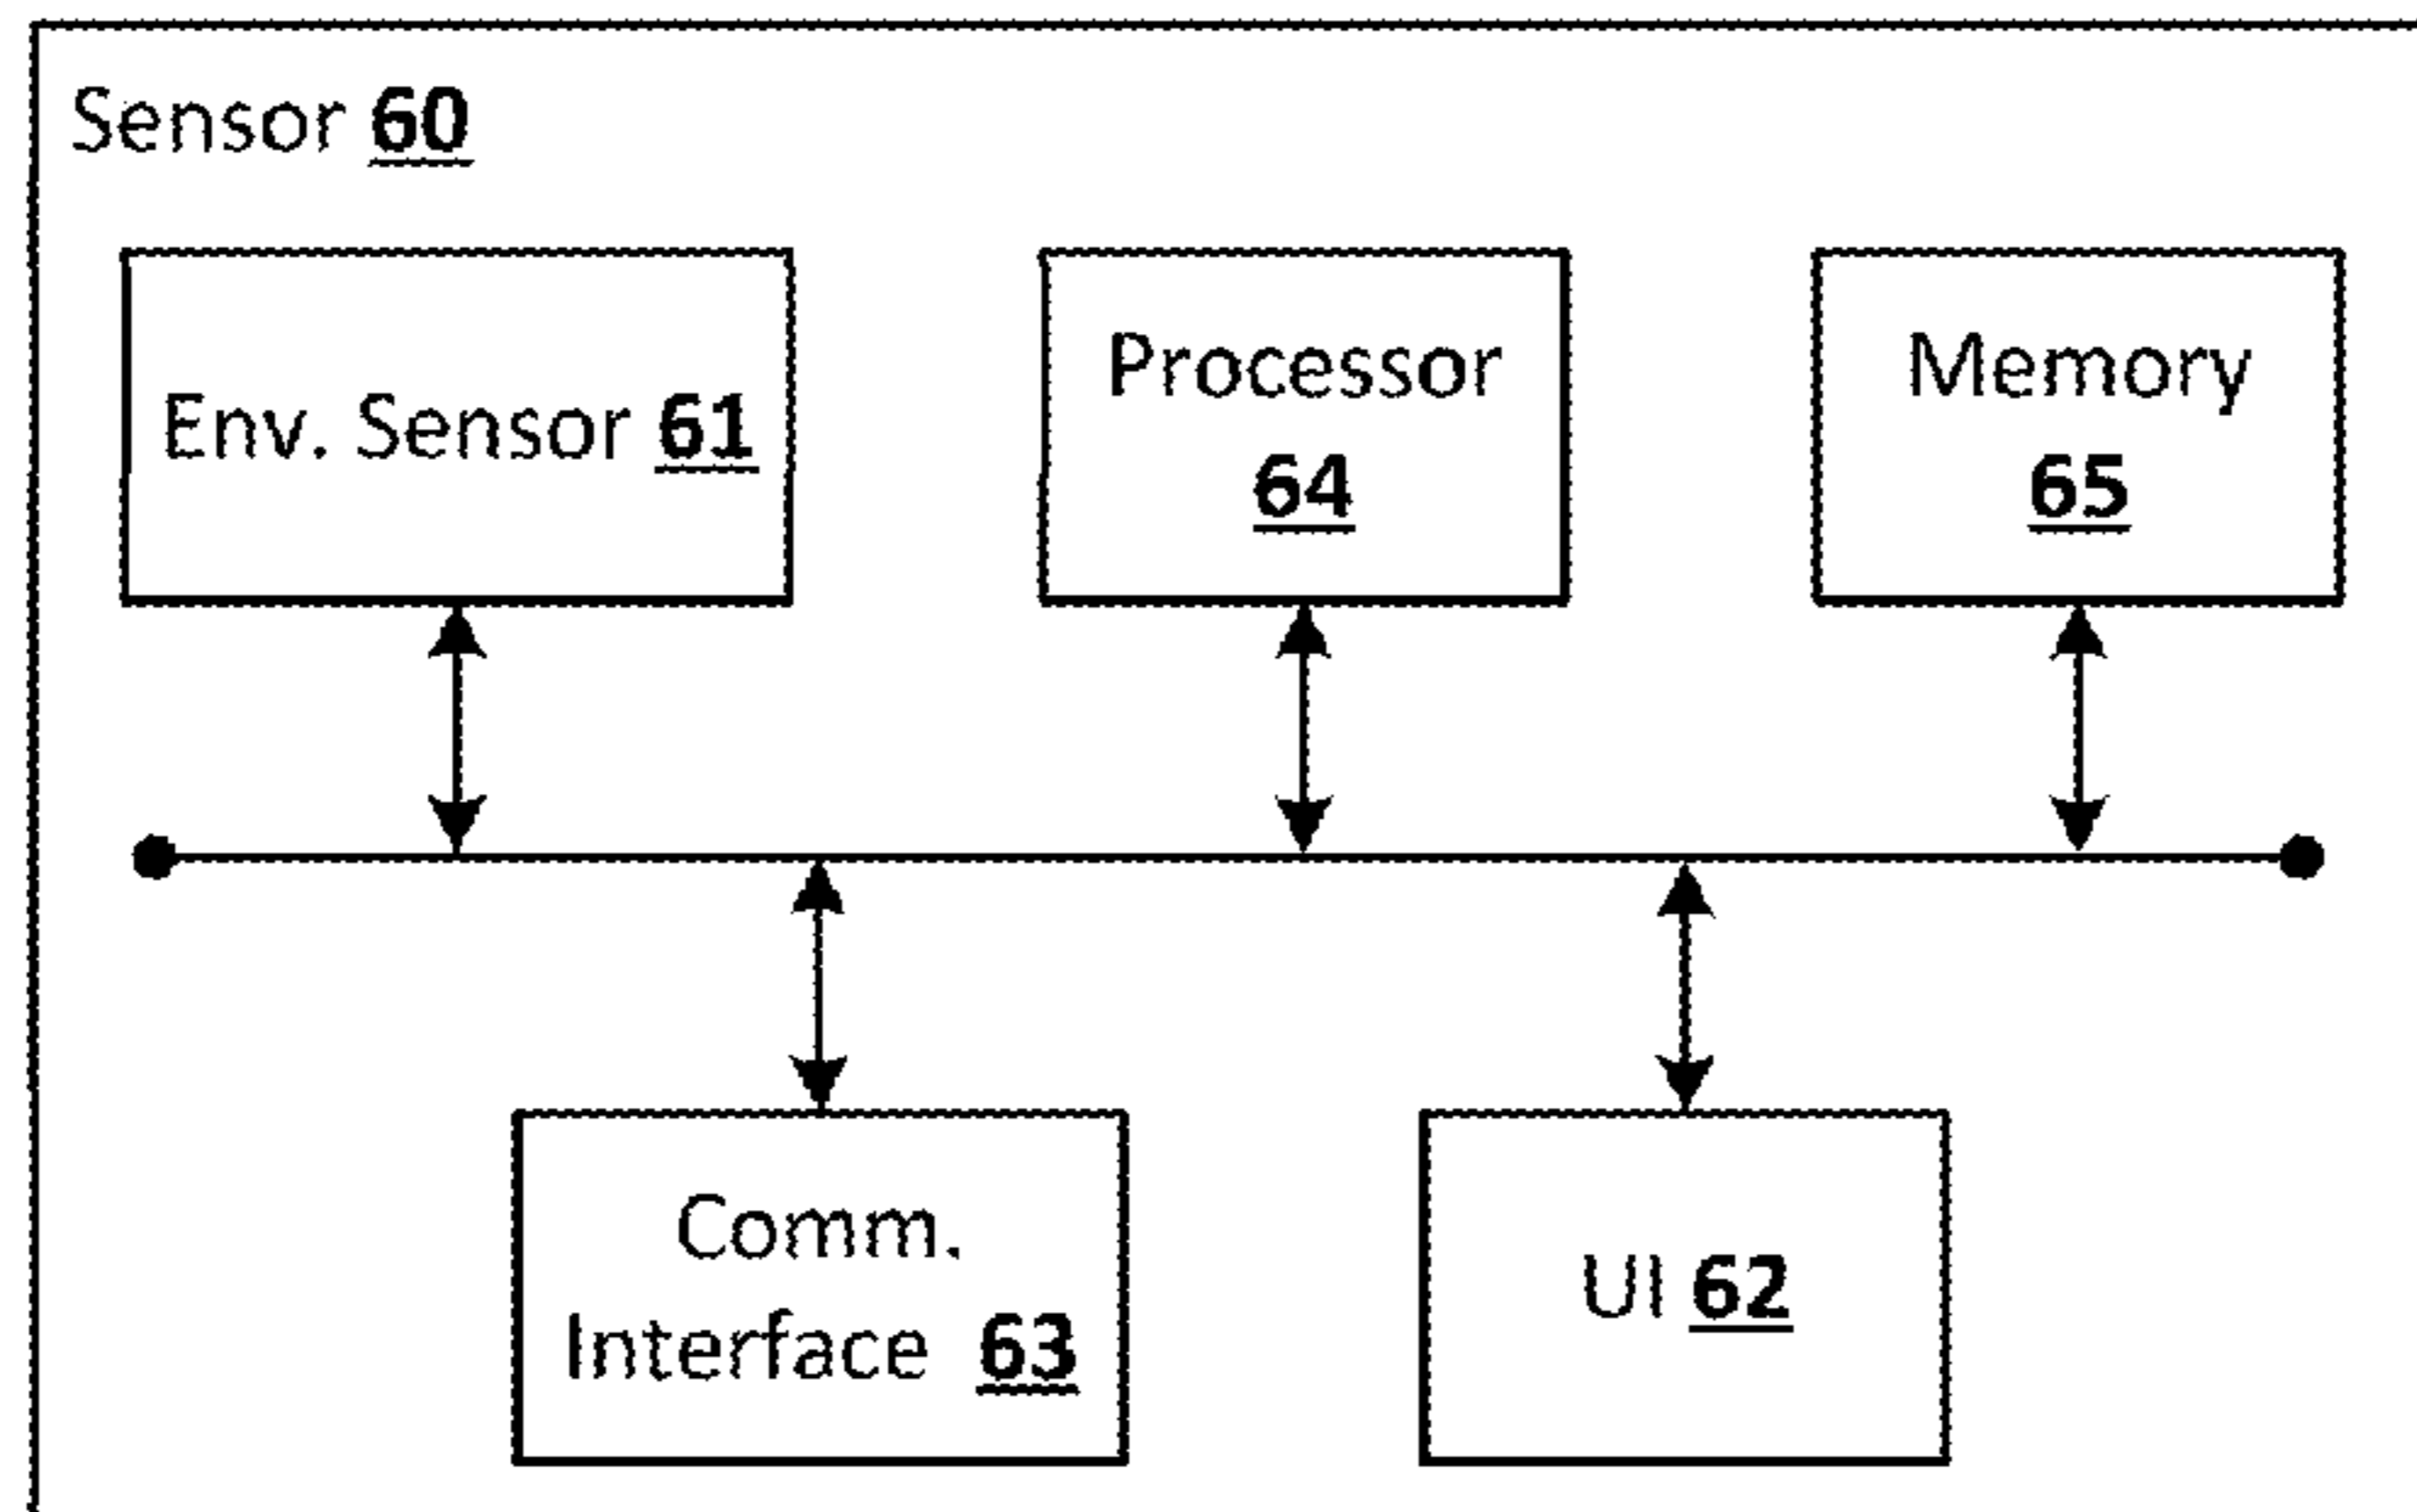 Sensor 60
Env. Sensor 61
Processor
64
Memory
65
Comm.
Interface 63
UI 62